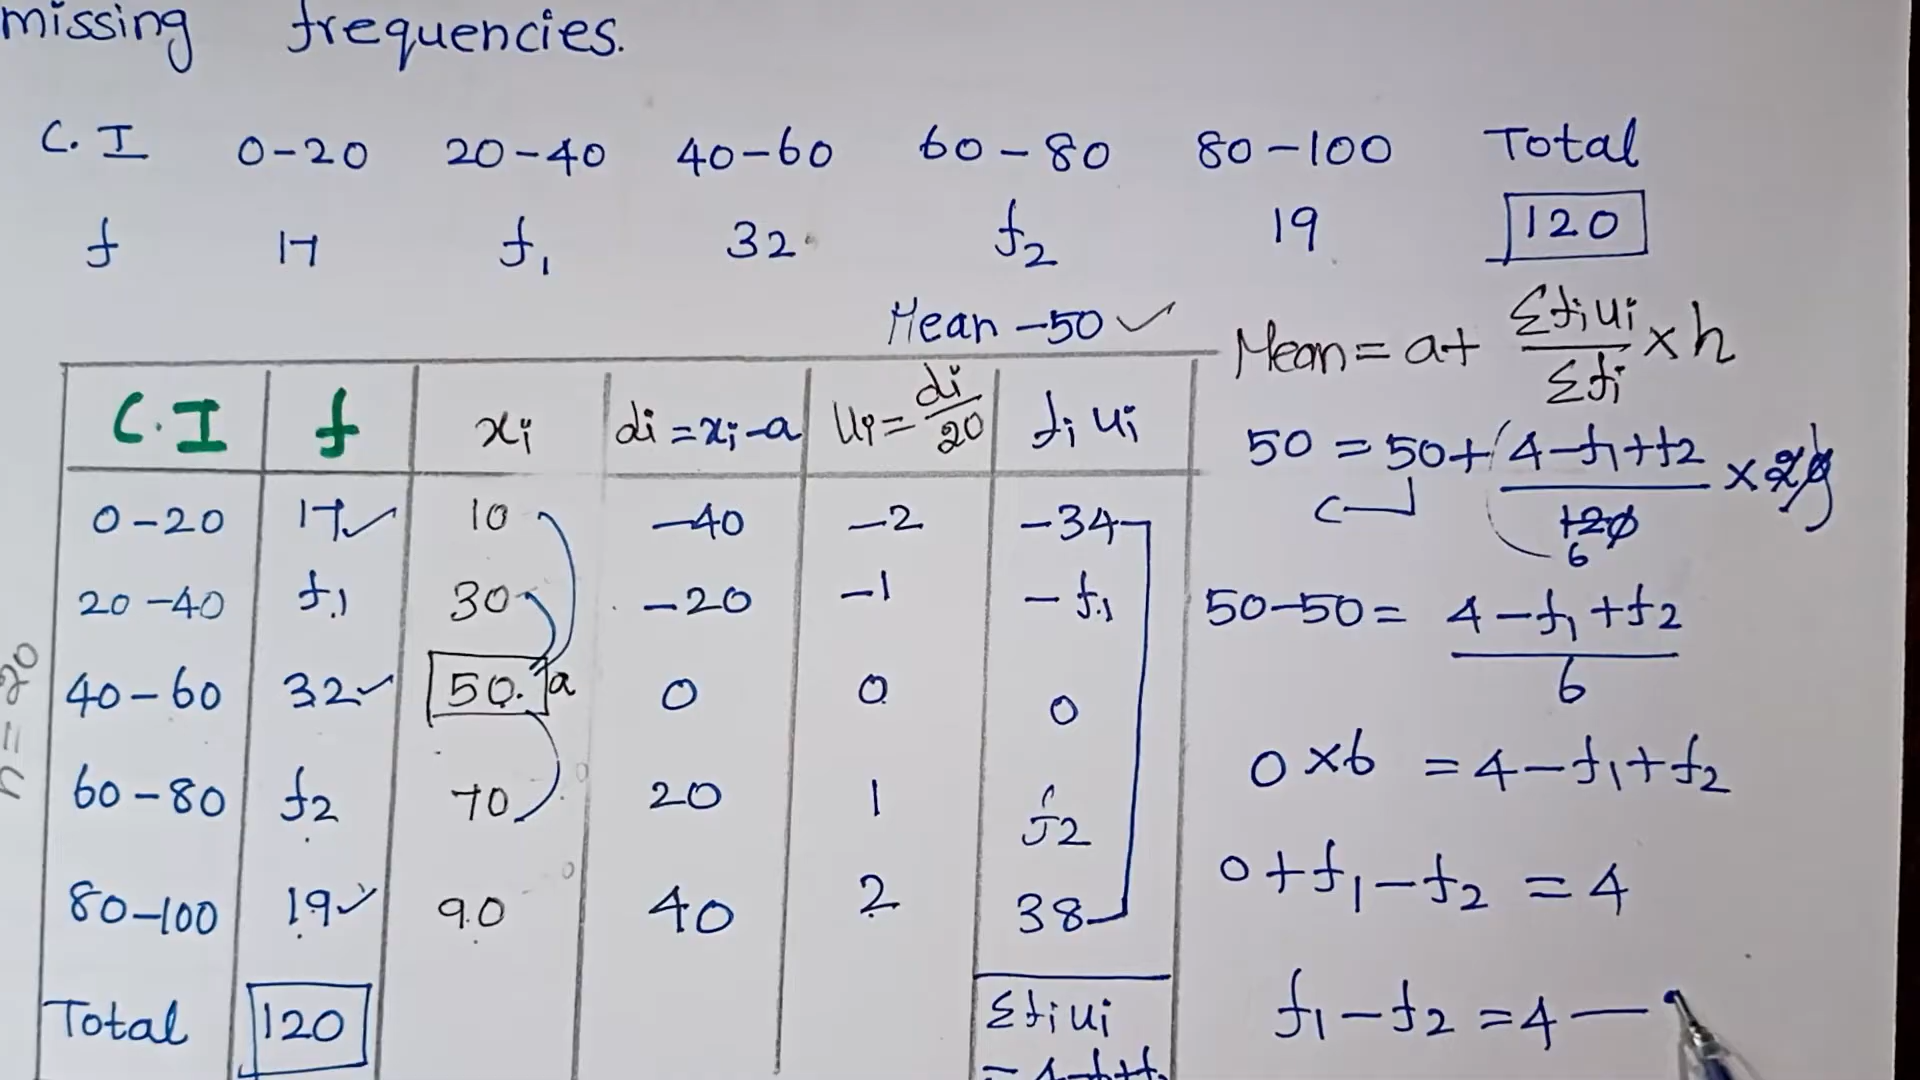 missing frequencies.
C.I 0-20 20-40 40-60 60-80 80-100 Total
f 17 f₁ 32 f₂ 19 120
Mean -50 ✓
Mean = a + Σfiui / Σfi × h
C.I f xi di = xi-a Ui = di/20 fi ui
0-20 17✓ 10 -40 -2 -34
20-40 f₁ 30 -20 -1 -f₁
40-60 32✓ 50. a 0 0 0
60-80 f₂ 70 20 1 f₂
80-100 19✓ 90 40 2 38
Total 120 Σfiui
h=20
50 = 50 + (4-f₁+f₂ / 120 × 20
6
50-50 = 4-f₁+f₂ / 6
0×6 = 4-f₁+f₂
0+f₁-f₂ = 4
f₁-f₂ = 4 —